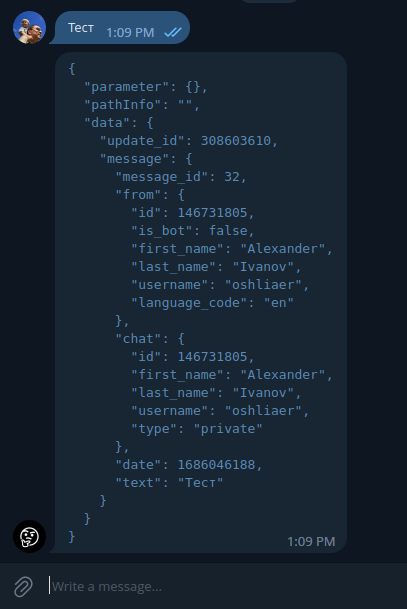 Тест 1:09 PM
{
  "parameter": {},
  "pathInfo": "",
  "data": {
    "update_id": 308603610,
    "message": {
      "message_id": 32,
      "from": {
        "id": 146731805,
        "is_bot": false,
        "first_name": "Alexander",
        "last_name": "Ivanov",
        "username": "oshliaer",
        "language_code": "en"
      },
      "chat": {
        "id": 146731805,
        "first_name": "Alexander",
        "last_name": "Ivanov",
        "username": "oshliaer",
        "type": "private"
      },
      "date": 1686046188,
      "text": "Тест"
    }
  }
}
1:09 PM
Write a message...